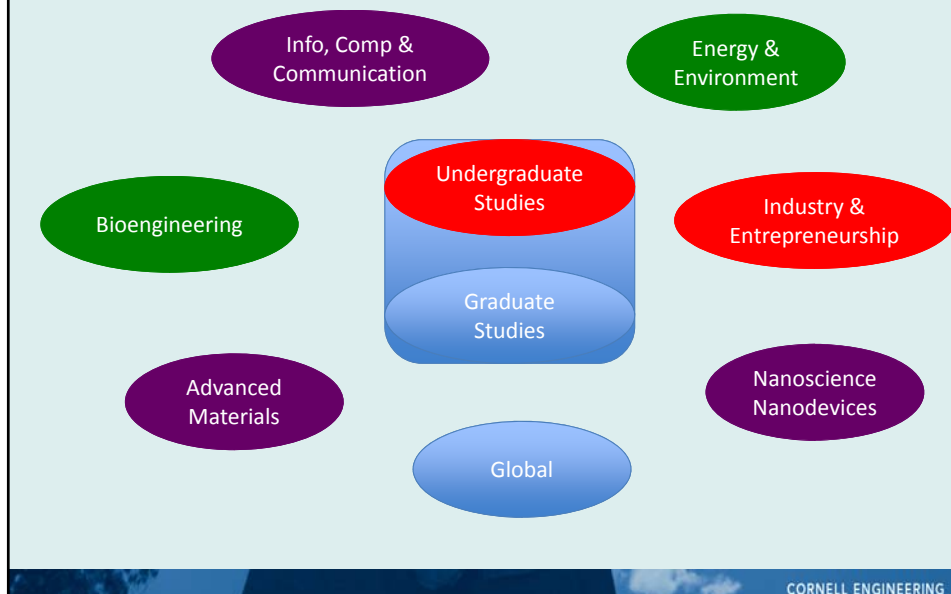 Info, Comp &
Communication
Energy &
Environment
Undergraduate
Studies
Bioengineering
Industry &
Entrepreneurship
Graduate
Studies
Advanced
Materials
Nanoscience
Nanodevices
Global
CORNELL ENGINEERING